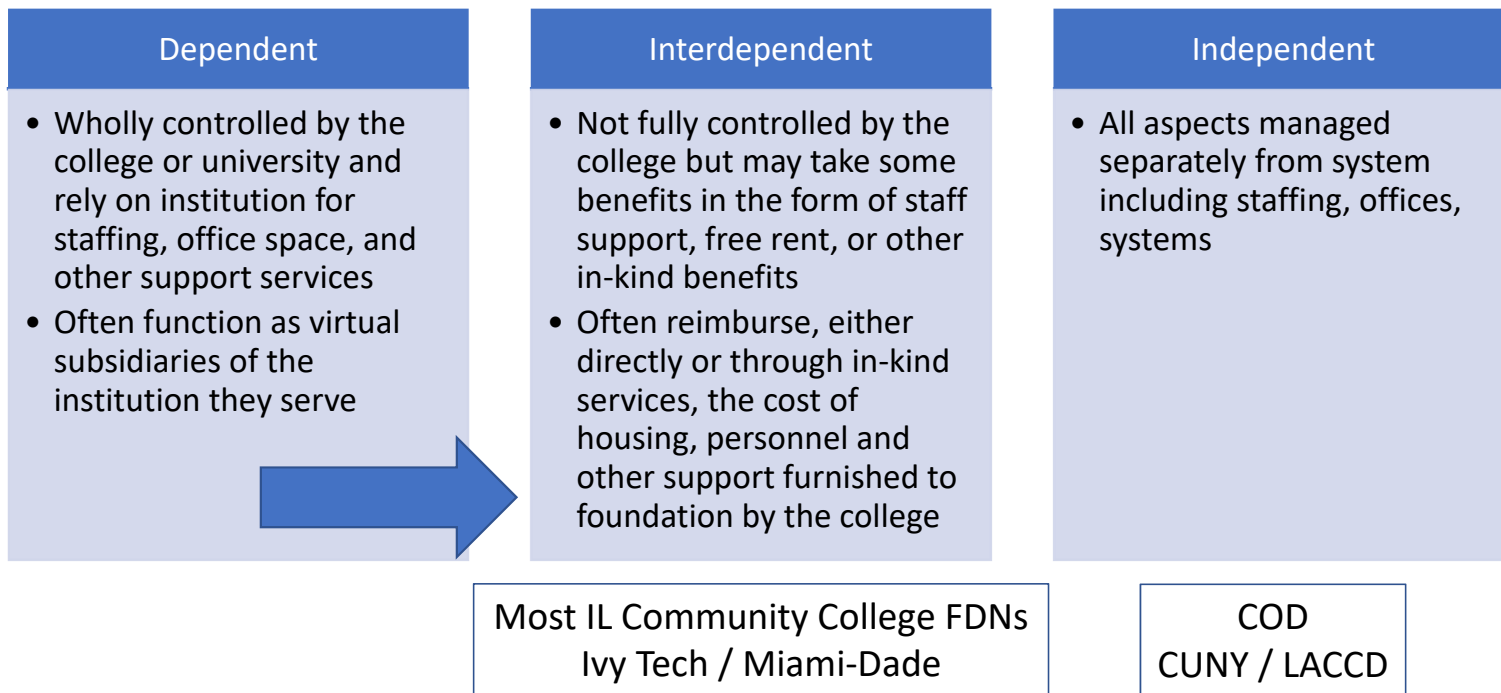 Dependent
• Wholly controlled by the
college or university and
rely on institution for
staffing, office space, and
other support services
• Often function as virtual
subsidiaries of the
institution they serve
Interdependent
• Not fully controlled by the
college but may take some
benefits in the form of staff
support, free rent, or other
in-kind benefits
• Often reimburse, either
directly or through in-kind
services, the cost of
housing, personnel and
other support furnished to
foundation by the college
Independent
• All aspects managed
separately from system
including staffing, offices,
systems
Most IL Community College FDNs
Ivy Tech / Miami-Dade
COD
CUNY / LACCD